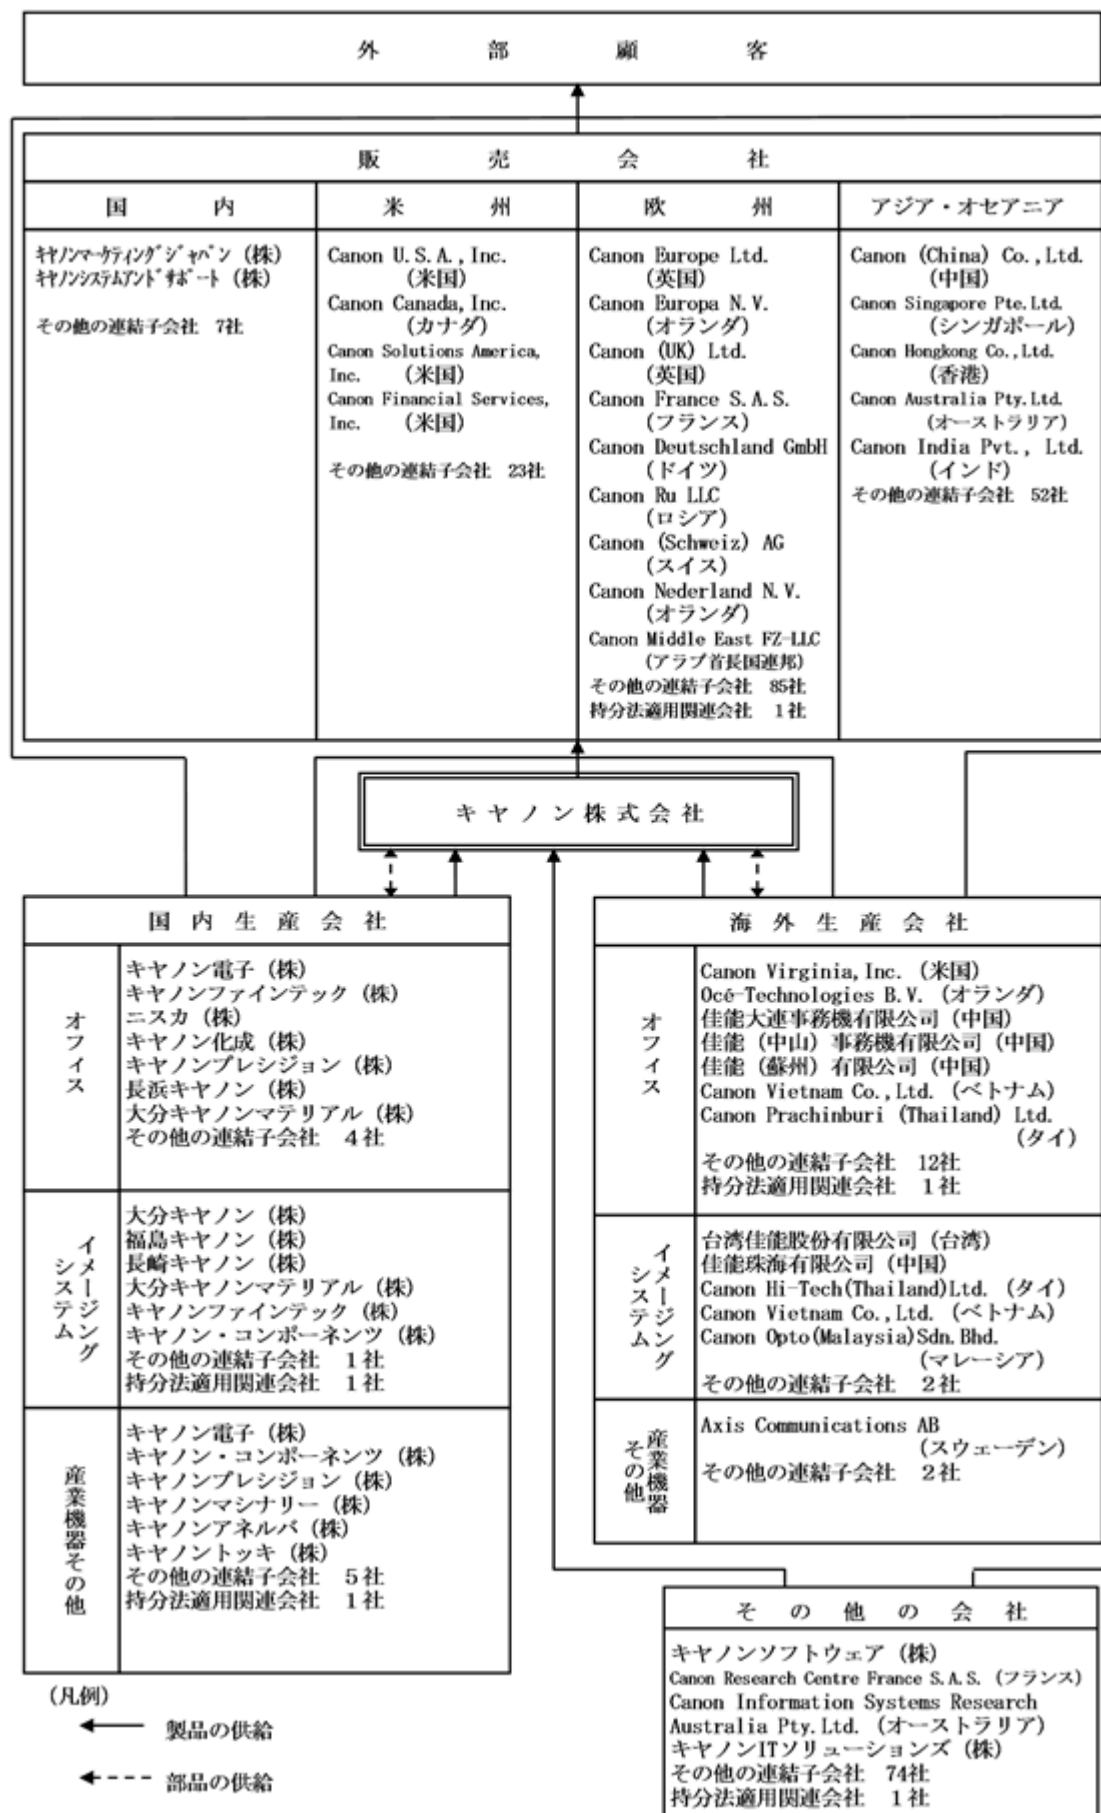 外部顧客
販売会社
国内
キヤノンマーケティングジャパン（株）
キヤノンシステムアンドサポート（株）
その他の連結子会社 7社
米州
Canon U.S.A., Inc.
（米国）
Canon Canada, Inc.
（カナダ）
Canon Solutions America,
Inc. （米国）
Canon Financial Services,
Inc. （米国）
その他の連結子会社 23社
欧州
Canon Europe Ltd.
（英国）
Canon Europa N.V.
（オランダ）
Canon (UK) Ltd.
（英国）
Canon France S.A.S.
（フランス）
Canon Deutschland GmbH
（ドイツ）
Canon Ru LLC
（ロシア）
Canon (Schweiz) AG
（スイス）
Canon Nederland N.V.
（オランダ）
Canon Middle East FZ-LLC
（アラブ首長国連邦）
その他の連結子会社 85社
持分法適用関連会社 1社
アジア・オセアニア
Canon (China) Co.,Ltd.
（中国）
Canon Singapore Pte.Ltd.
（シンガポール）
Canon Hongkong Co.,Ltd.
（香港）
Canon Australia Pty.Ltd.
（オーストラリア）
Canon India Pvt., Ltd.
（インド）
その他の連結子会社 52社
キヤノン株式会社
国内生産会社
オフィス
キヤノン電子（株）
キヤノンファインテック（株）
ニスカ（株）
キヤノン化成（株）
キヤノンプレシジョン（株）
長浜キヤノン（株）
大分キヤノンマテリアル（株）
その他の連結子会社 4社
イメージング
システム
大分キヤノン（株）
福島キヤノン（株）
長崎キヤノン（株）
大分キヤノンマテリアル（株）
キヤノンファインテック（株）
キヤノン・コンポーネンツ（株）
その他の連結子会社 1社
持分法適用関連会社 1社
産業機器その他
キヤノン電子（株）
キヤノン・コンポーネンツ（株）
キヤノンプレシジョン（株）
キヤノンマシナリー（株）
キヤノンアネルバ（株）
キヤノントッキ（株）
その他の連結子会社 5社
持分法適用関連会社 1社
海外生産会社
オフィス
Canon Virginia,Inc.（米国）
Océ-Technologies B.V.（オランダ）
佳能大連事務機有限公司（中国）
佳能（中山）事務機有限公司（中国）
佳能（蘇州）有限公司（中国）
Canon Vietnam Co.,Ltd.（ベトナム）
Canon Prachinburi (Thailand) Ltd.
（タイ）
その他の連結子会社 12社
持分法適用関連会社 1社
イメージング
システム
台湾佳能股份有限公司（台湾）
佳能珠海有限公司（中国）
Canon Hi-Tech(Thailand)Ltd.（タイ）
Canon Vietnam Co.,Ltd.（ベトナム）
Canon Opto(Malaysia)Sdn.Bhd.
（マレーシア）
その他の連結子会社 2社
産業機器
その他
Axis Communications AB
（スウェーデン）
その他の連結子会社 2社
その他の会社
キヤノンソフトウェア（株）
Canon Research Centre France S.A.S.（フランス）
Canon Information Systems Research
Australia Pty.Ltd.（オーストラリア）
キヤノンITソリューションズ（株）
その他の連結子会社 74社
持分法適用関連会社 1社
（凡例）
製品の供給
部品の供給